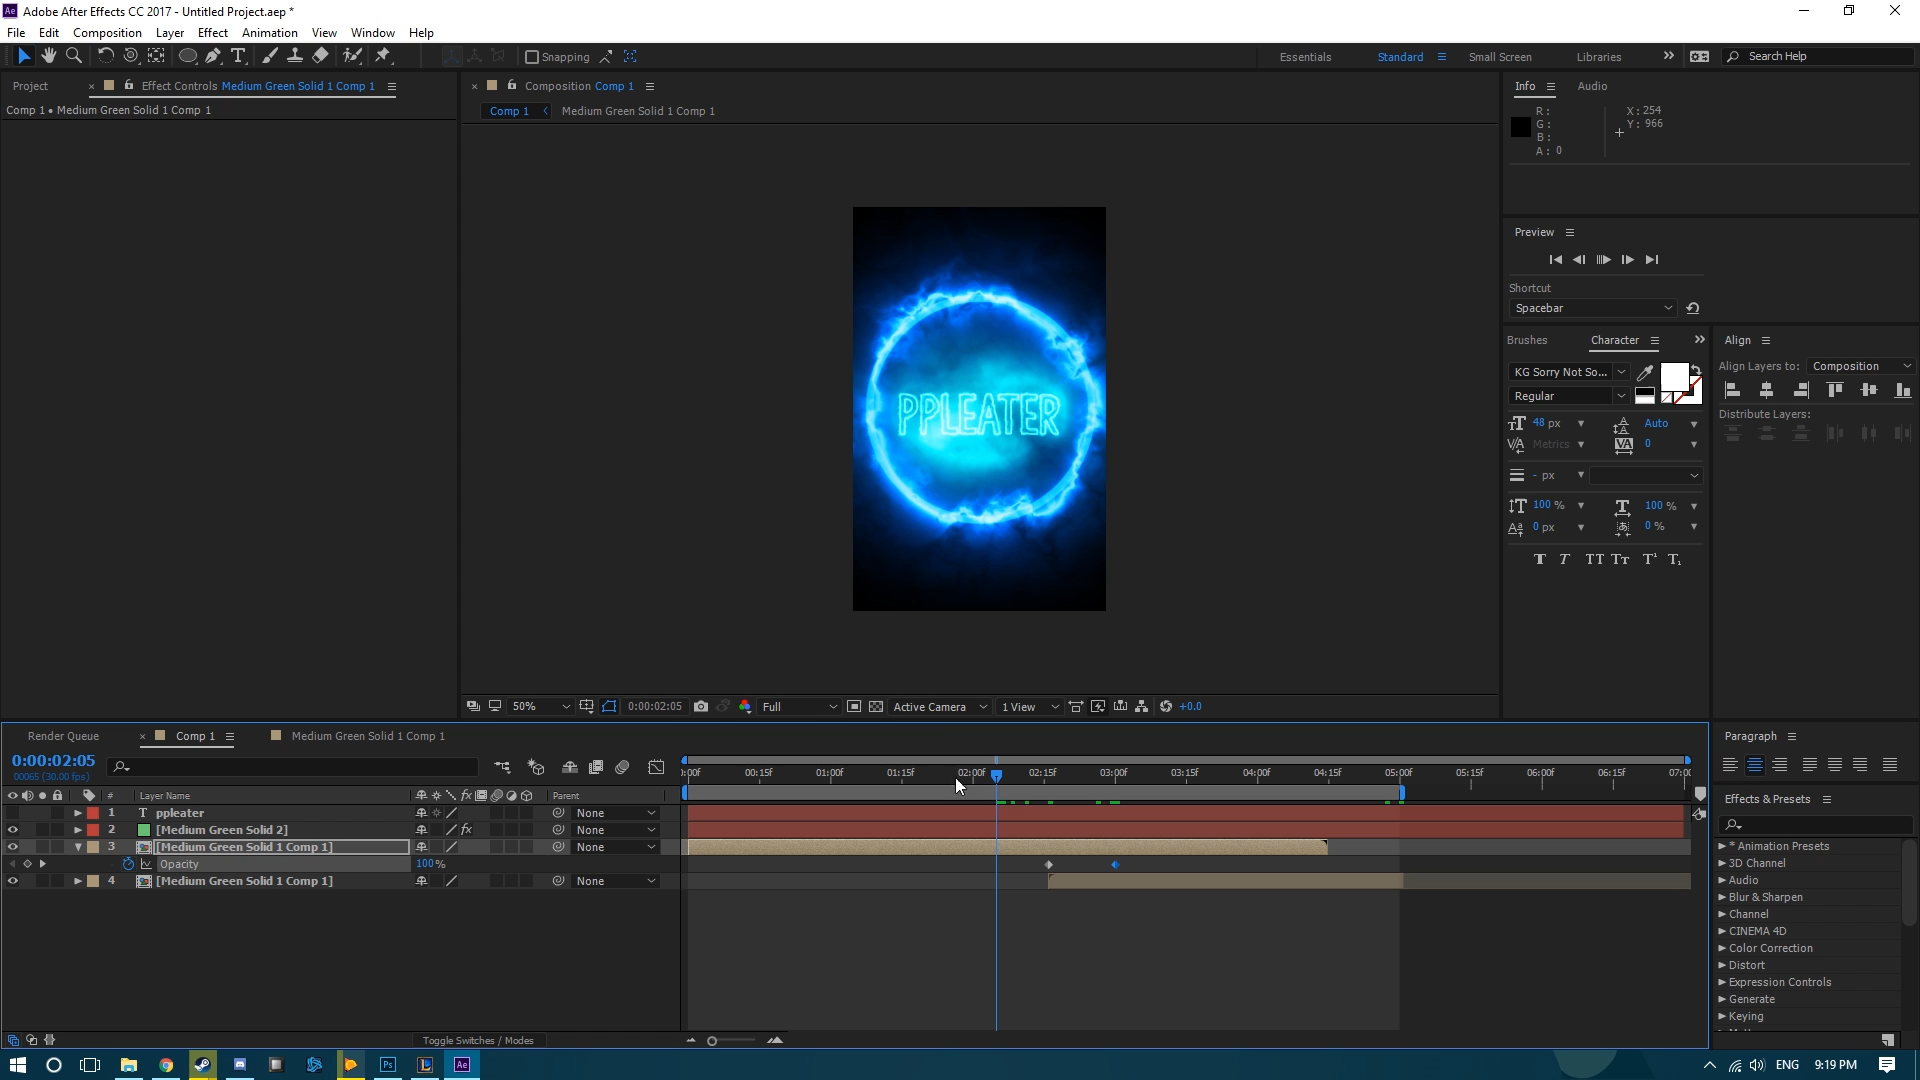 Adobe After Effects CC 2017 - Untitled Project.aep *
File Edit Composition Layer Effect Animation View Window Help
Snapping Essentials Standard Small Screen Libraries Search Help
Project Effect Controls Medium Green Solid 1 Comp 1
Comp 1 • Medium Green Solid 1 Comp 1
Composition Comp 1
Comp 1 Medium Green Solid 1 Comp 1
PPLEATER
50% 0:00:02:05 Full Active Camera 1 View +0.0
Info Audio
R: X: 254
G: Y: 966
B:
A: 0
Preview
Shortcut
Spacebar
Brushes Character
KG Sorry Not So...
Regular
48 px Auto
Metrics 0
- px
100 % 100 %
0 px 0 %
Align
Align Layers to: Composition
Distribute Layers:
Render Queue Comp 1 Medium Green Solid 1 Comp 1
0:00:02:05
00065 (30.00 fps)
0:00f 00:15f 01:00f 01:15f 02:00f 02:15f 03:00f 03:15f 04:00f 04:15f 05:00f 05:15f 06:00f 06:15f 07:0
# Layer Name Parent
1 T ppleater None
2 [Medium Green Solid 2] fx None
3 [Medium Green Solid 1 Comp 1] None
Opacity 100%
4 [Medium Green Solid 1 Comp 1] None
Toggle Switches / Modes
Paragraph
Effects & Presets
* Animation Presets
3D Channel
Audio
Blur & Sharpen
Channel
CINEMA 4D
Color Correction
Distort
Expression Controls
Generate
Keying
ENG 9:19 PM